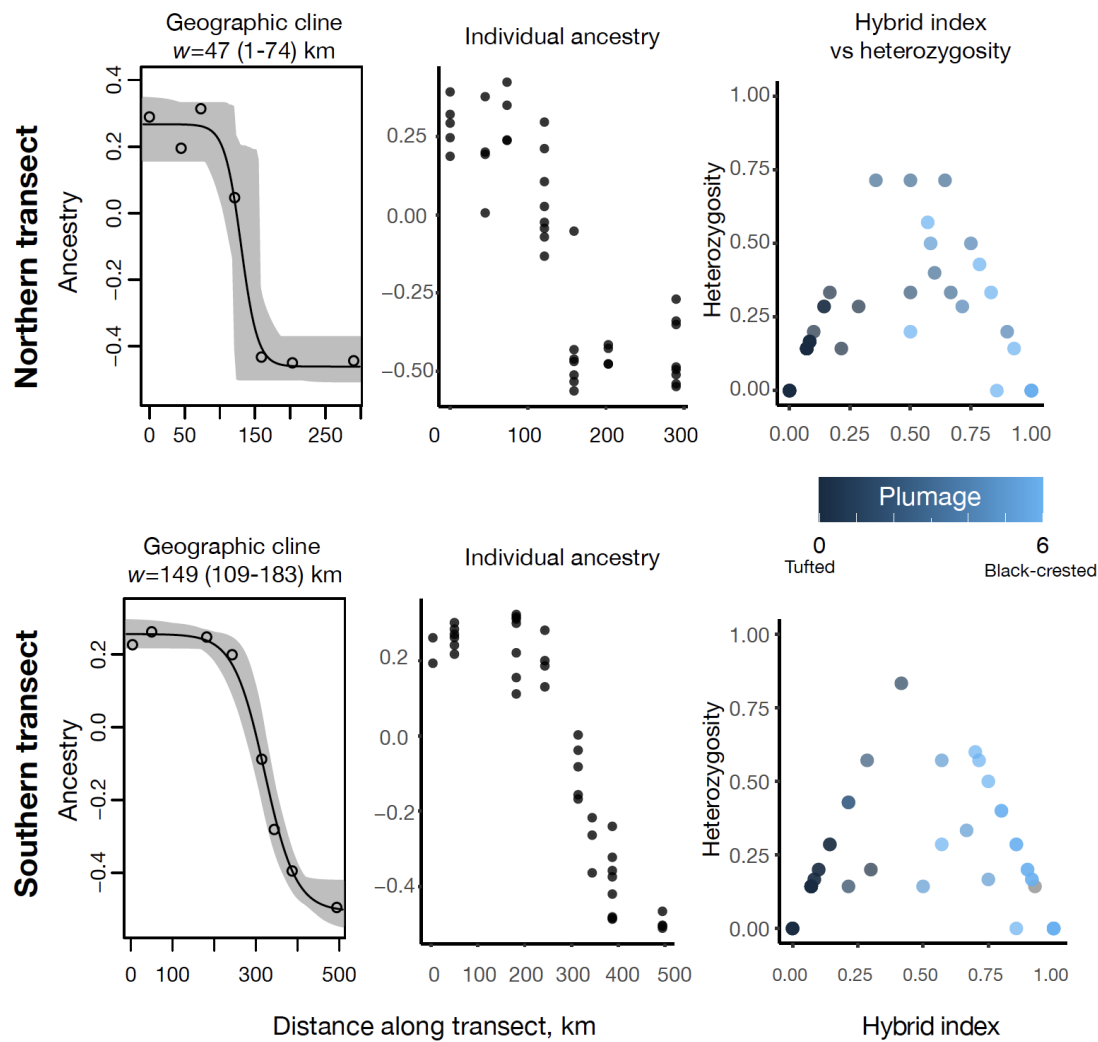 Northern transect
Geographic cline
w=47 (1-74) km
Ancestry
0.4
0.2
0.0
−0.2
−0.4
0 50 150 250
Individual ancestry
0.25
0.00
−0.25
−0.50
0 100 200 300
Hybrid index
vs heterozygosity
Heterozygosity
1.00
0.75
0.50
0.25
0.00
0.00 0.25 0.50 0.75 1.00
Plumage
0 6
Tufted Black-crested
Southern transect
Geographic cline
w=149 (109-183) km
Ancestry
0.2
0.0
−0.2
−0.4
0 100 300 500
Individual ancestry
0.2
0.0
−0.2
−0.4
0 100 200 300 400 500
Heterozygosity
1.00
0.75
0.50
0.25
0.00
0.00 0.25 0.50 0.75 1.00
Distance along transect, km
Hybrid index